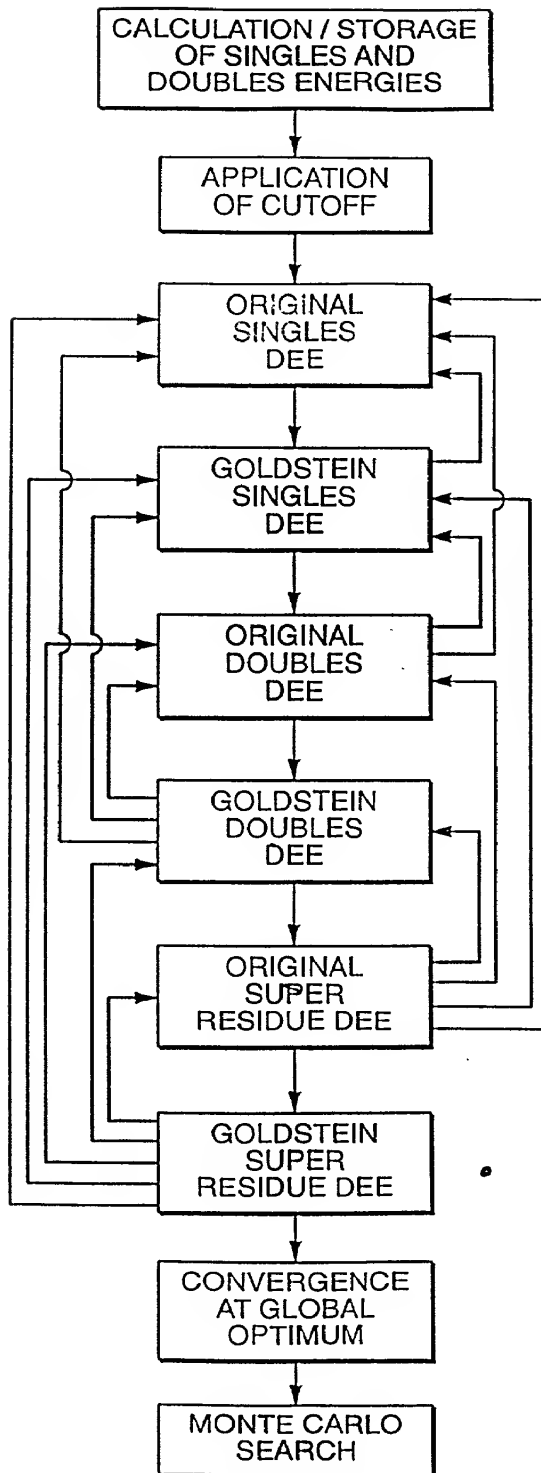 CALCULATION / STORAGE
OF SINGLES AND
DOUBLES ENERGIES
APPLICATION
OF CUTOFF
ORIGINAL
SINGLES
DEE
GOLDSTEIN
SINGLES
DEE
ORIGINAL
DOUBLES
DEE
GOLDSTEIN
DOUBLES
DEE
ORIGINAL
SUPER
RESIDUE DEE
GOLDSTEIN
SUPER
RESIDUE DEE
CONVERGENCE
AT GLOBAL
OPTIMUM
MONTE CARLO
SEARCH